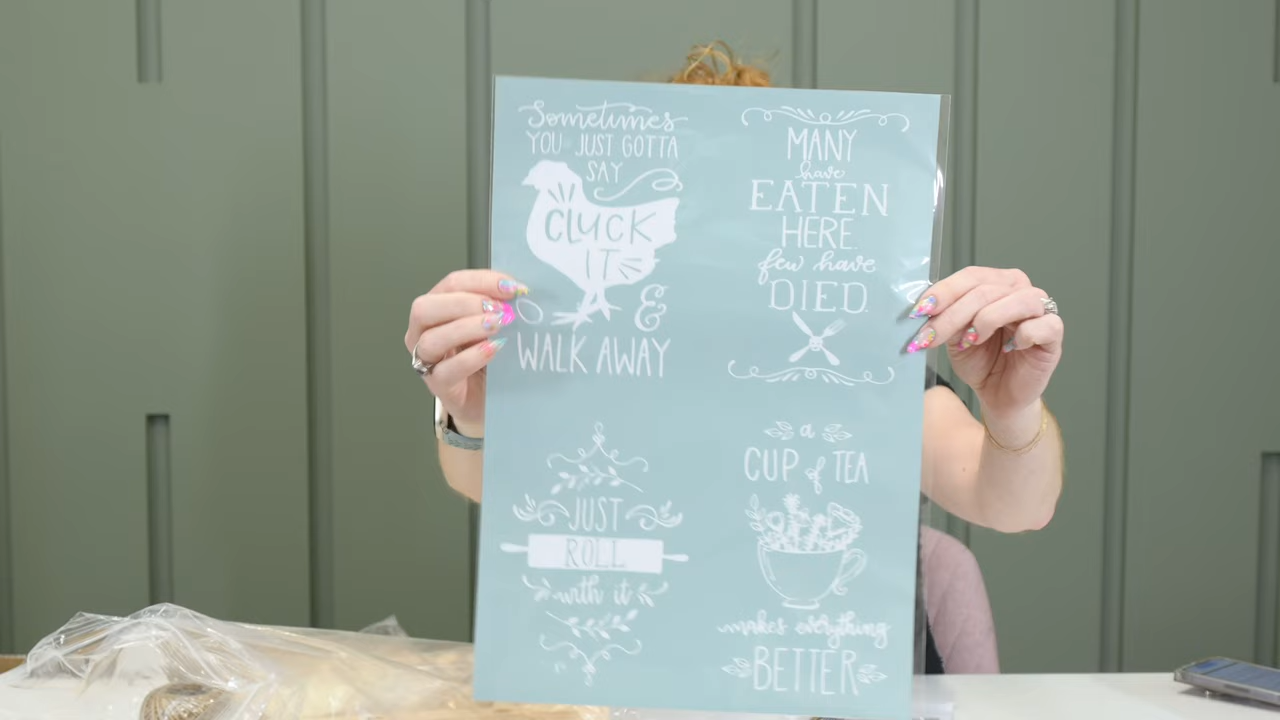 Sometimes
YOU JUST GOTTA
SAY
CLUCK
IT
&
WALK AWAY
MANY
have
EATEN
HERE.
few have
DIED.
JUST
ROLL
with it
a
CUP of TEA
makes everything
BETTER